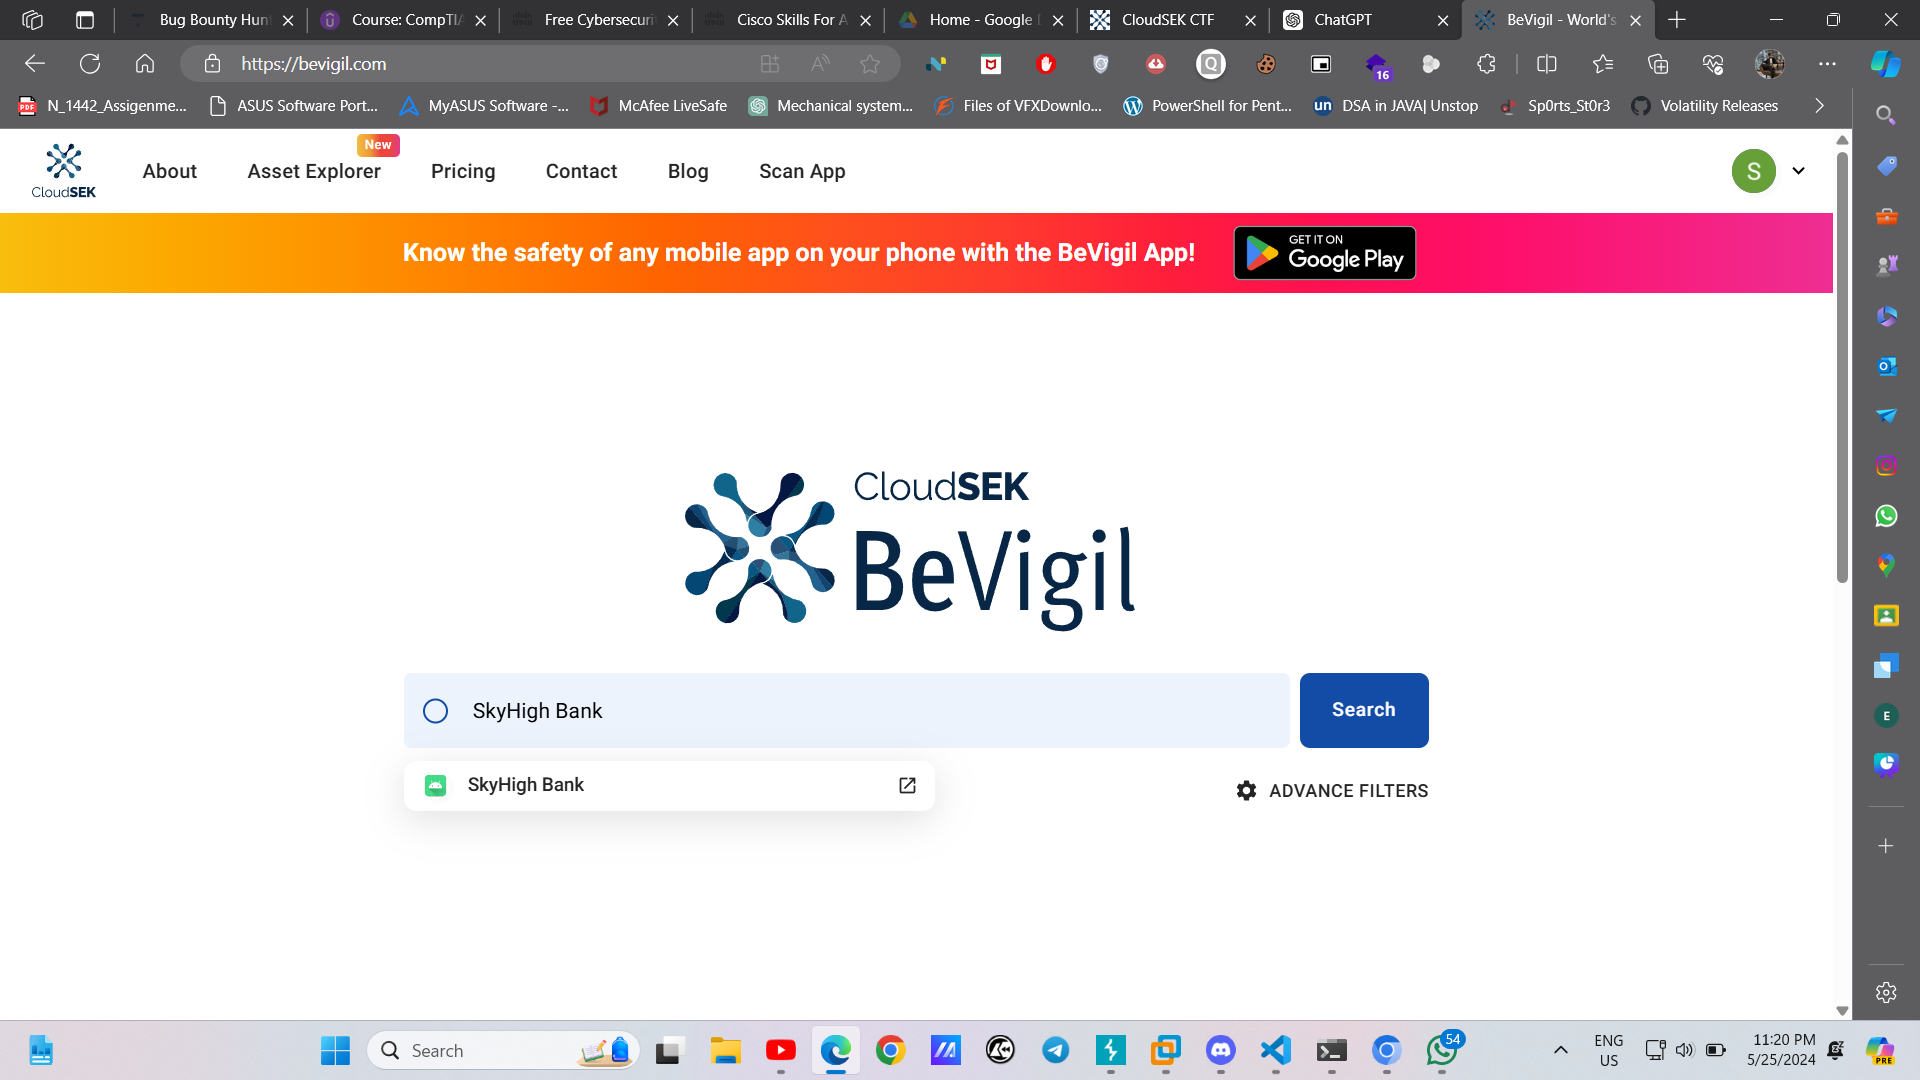 Bug Bounty Hun
Course: CompTIA
Free Cybersecuri
Cisco Skills For A
Home - Google
CloudSEK CTF
ChatGPT
BeVigil - World's
https://bevigil.com
16
N_1442_Assigenme...
ASUS Software Port...
MyASUS Software -...
McAfee LiveSafe
Mechanical system...
Files of VFXDownlo...
PowerShell for Pent...
un
DSA in JAVA| Unstop
Sp0rts_St0r3
Volatility Releases
CloudSEK
About
Asset Explorer
New
Pricing
Contact
Blog
Scan App
S
Know the safety of any mobile app on your phone with the BeVigil App!
GET IT ON
Google Play
CloudSEK
BeVigil
SkyHigh Bank
Search
SkyHigh Bank
ADVANCE FILTERS
E
Search
54
ENG
US
11:20 PM
5/25/2024
PRE